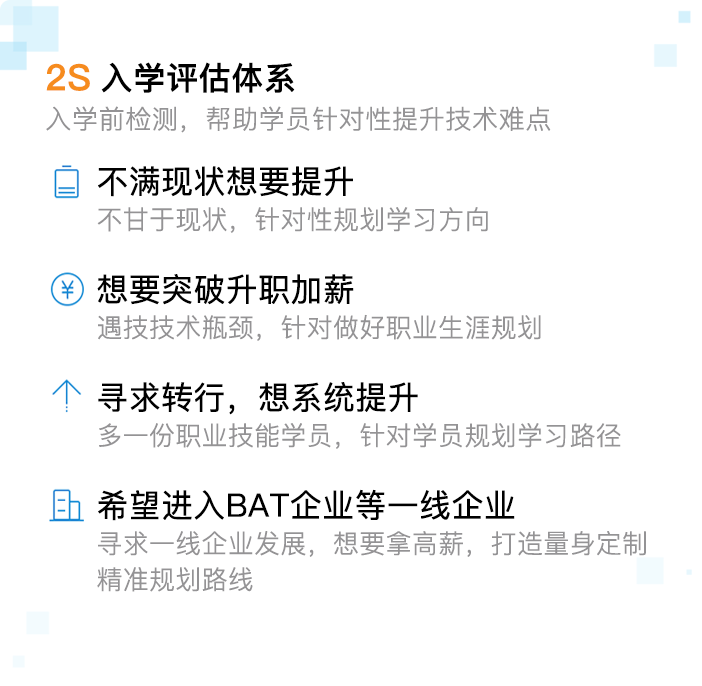 2S 入学评估体系
入学前检测，帮助学员针对性提升技术难点
不满现状想要提升
不甘于现状，针对性规划学习方向
¥
想要突破升职加薪
遇技技术瓶颈，针对做好职业生涯规划
寻求转行，想系统提升
多一份职业技能学员，针对学员规划学习路径
希望进入BAT企业等一线企业
寻求一线企业发展，想要拿高薪，打造量身定制
精准规划路线